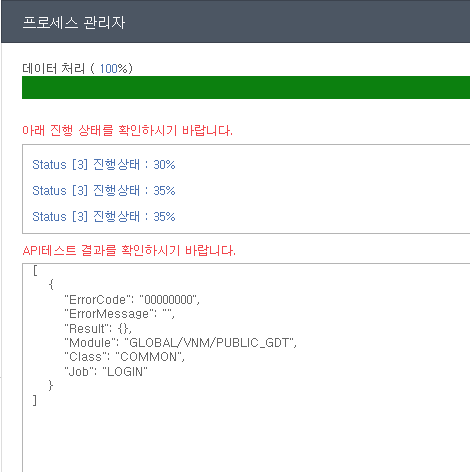 프로세스 관리자
데이터 처리 ( 100%)
아래 진행 상태를 확인하시기 바랍니다.
Status [3] 진행상태 : 30%
Status [3] 진행상태 : 35%
Status [3] 진행상태 : 35%
API테스트 결과를 확인하시기 바랍니다.
[
{
"ErrorCode": "00000000",
"ErrorMessage": "",
"Result": {},
"Module": "GLOBAL/VNM/PUBLIC_GDT",
"Class": "COMMON",
"Job": "LOGIN"
}
]